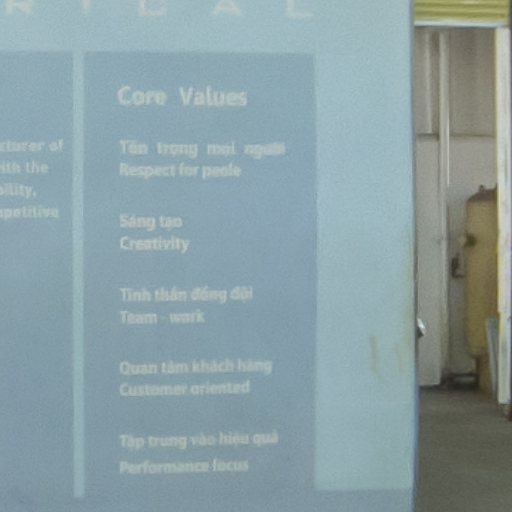 RICAL
cturer of
ith the
bility,
petitive
Core Values
Tôn trọng mọi người
Respect for peole
Sáng tạo
Creativity
Tinh thần đồng đội
Team - work
Quan tâm khách hàng
Customer oriented
Tập trung vào hiệu quả
Performance focus